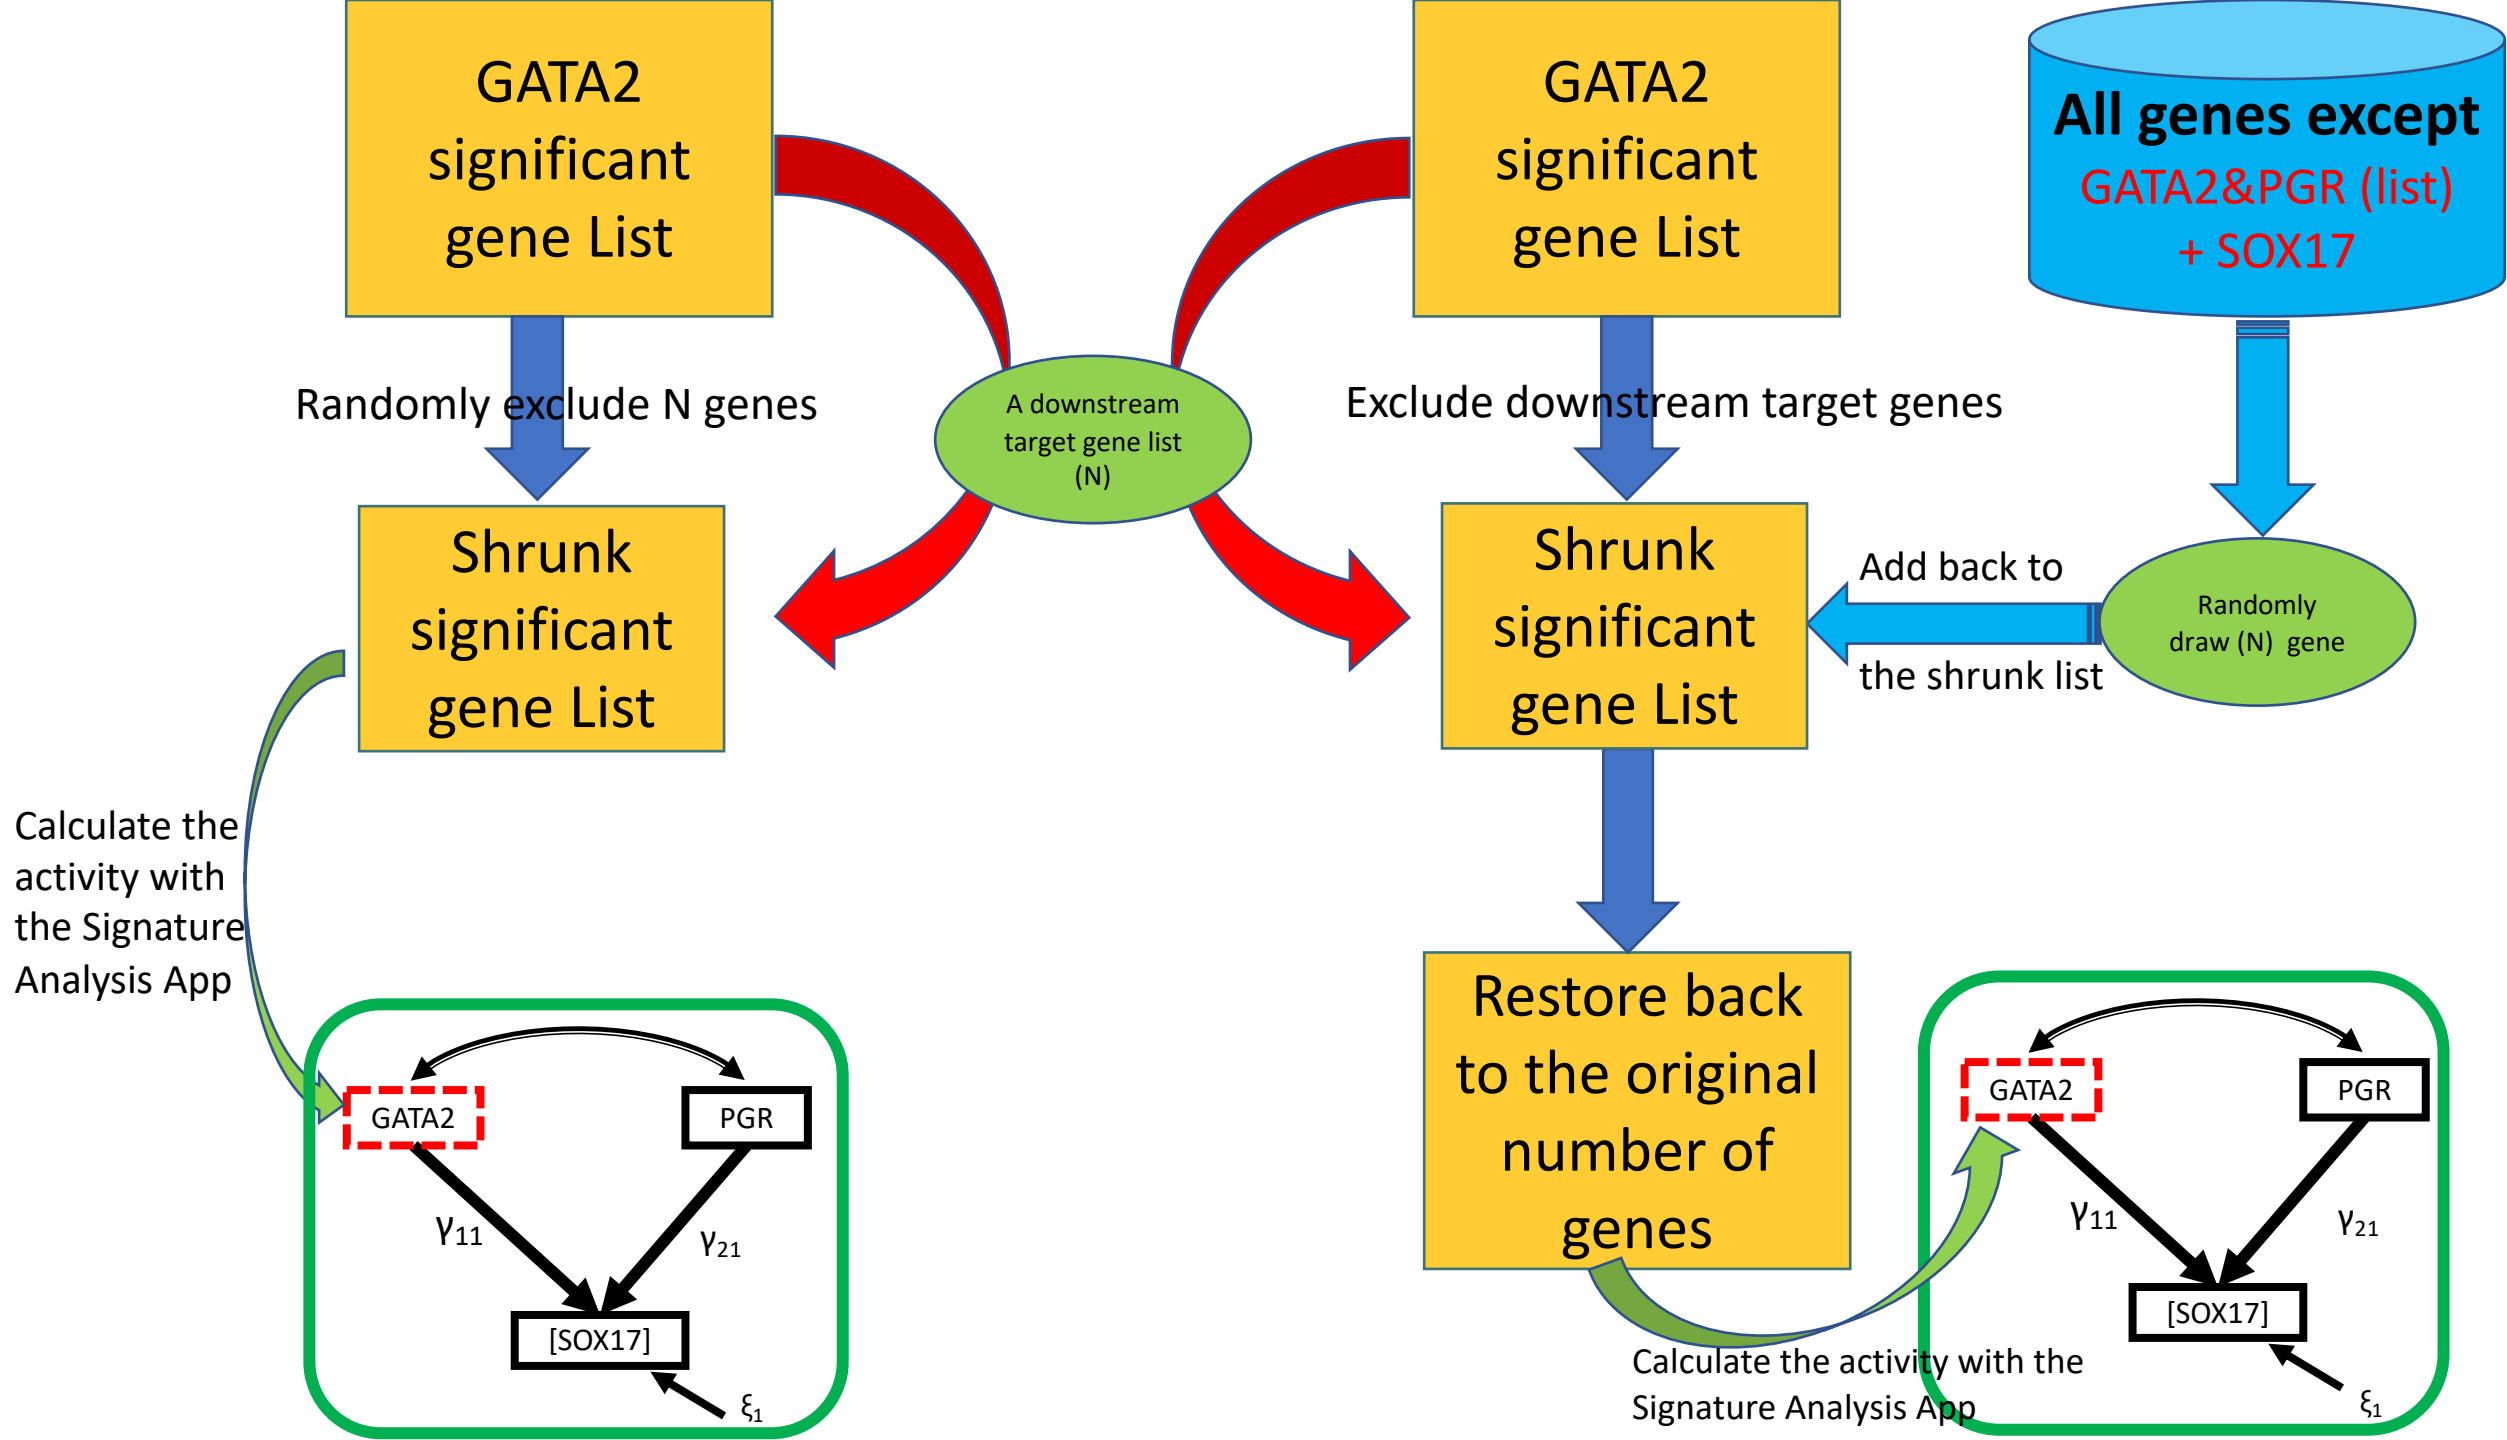 GATA2
significant
gene List
GATA2
significant
gene List
All genes except
GATA2&PGR (list)
+ SOX17
Randomly exclude N genes
A downstream
target gene list
(N)
Exclude downstream target genes
Shrunk
significant
gene List
Shrunk
significant
gene List
Add back to
the shrunk list
Randomly
draw (N) gene
Calculate the
activity with
the Signature
Analysis App
Restore back
to the original
number of
genes
GATA2
PGR
γ11
γ21
[SOX17]
ξ1
GATA2
PGR
γ11
γ21
[SOX17]
ξ1
Calculate the activity with the
Signature Analysis App